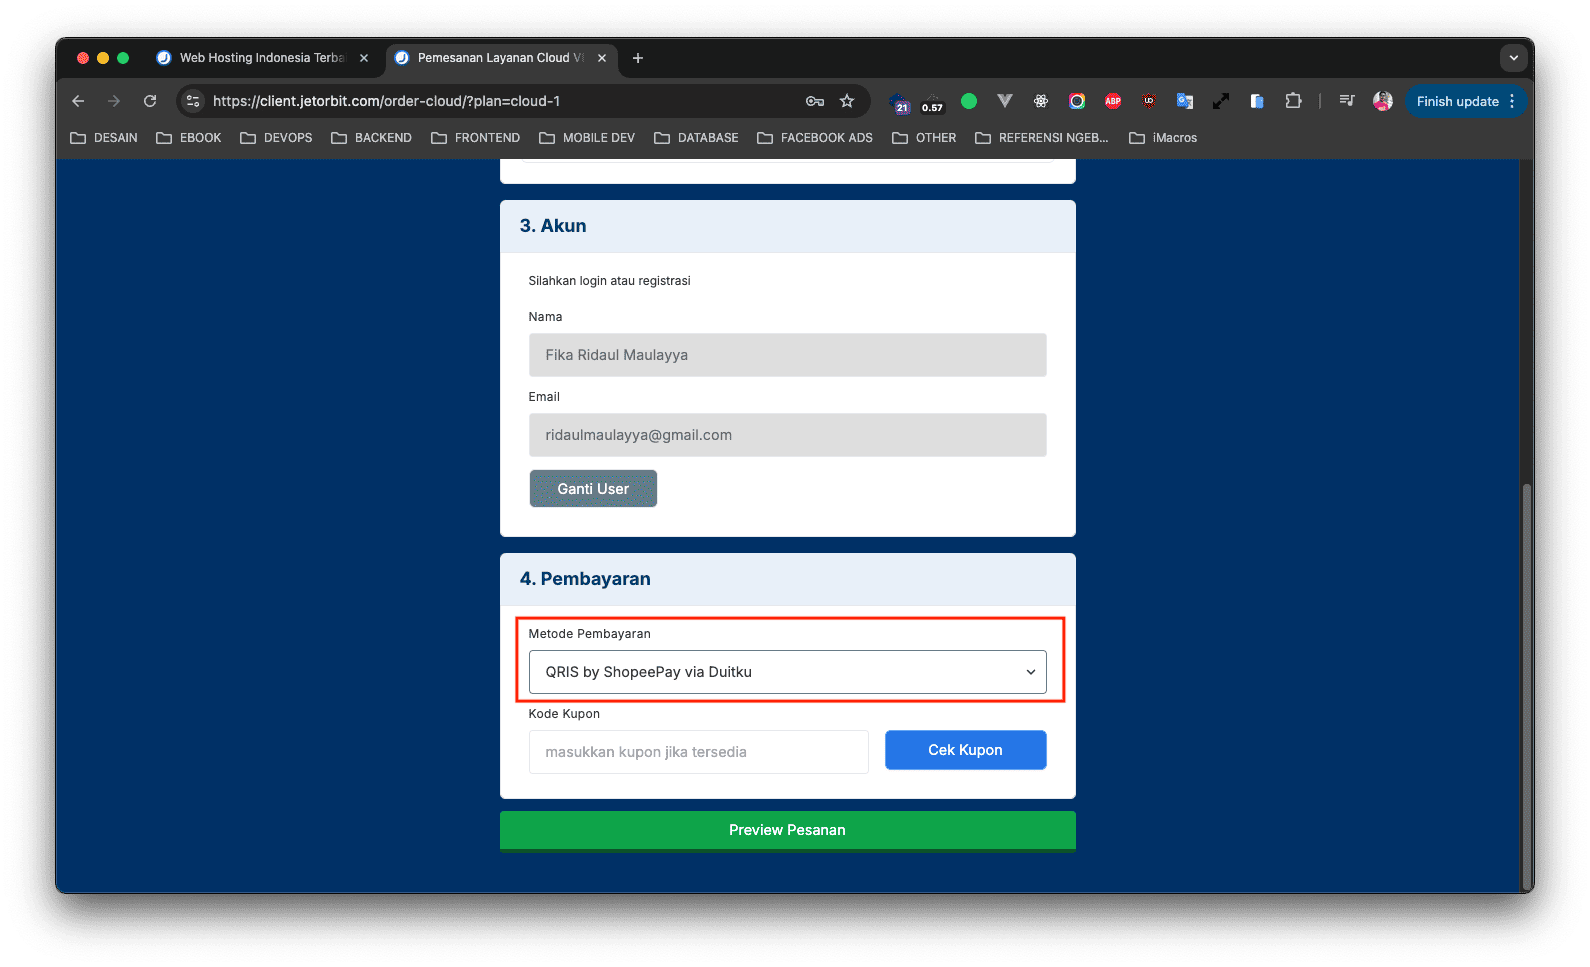 Web Hosting Indonesia Terba
Pemesanan Layanan Cloud V
https://client.jetorbit.com/order-cloud/?plan=cloud-1
21
0.57
ABP
Finish update
DESAIN
EBOOK
DEVOPS
BACKEND
FRONTEND
MOBILE DEV
DATABASE
FACEBOOK ADS
OTHER
REFERENSI NGEB...
iMacros
3. Akun
Silahkan login atau registrasi
Nama
Fika Ridaul Maulayya
Email
ridaulmaulayya@gmail.com
Ganti User
4. Pembayaran
Metode Pembayaran
QRIS by ShopeePay via Duitku
Kode Kupon
masukkan kupon jika tersedia
Cek Kupon
Preview Pesanan